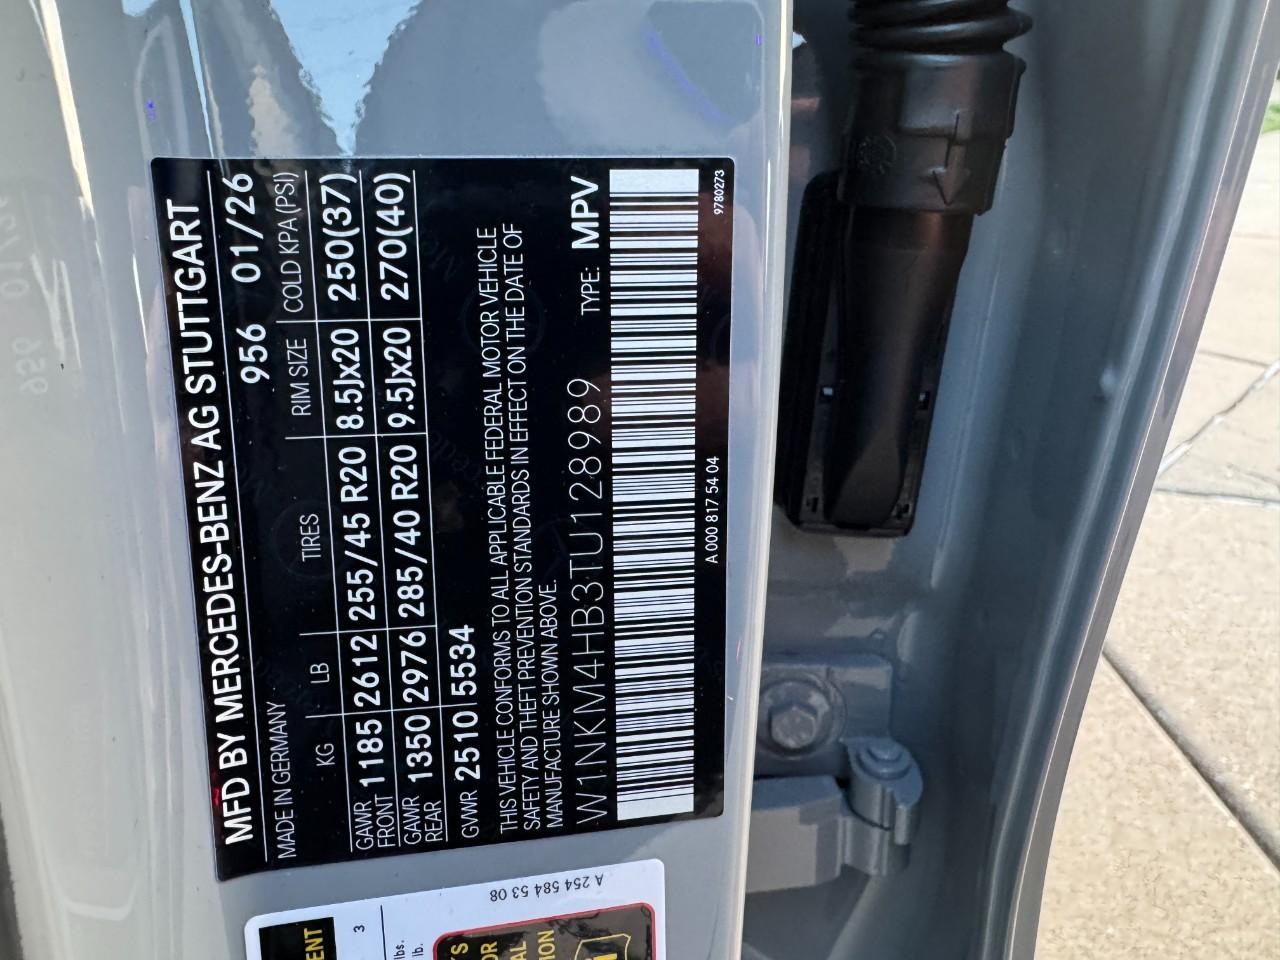 MFD BY MERCEDES-BENZ AG STUTTGART
MADE IN GERMANY 956 01/26
KG LB TIRES RIM SIZE COLD KPA (PSI)
GAWR FRONT 1185 2612 255/45 R20 8.5Jx20 250(37)
GAWR REAR 1350 2976 285/40 R20 9.5Jx20 270(40)
GVWR 2510 5534
THIS VEHICLE CONFORMS TO ALL APPLICABLE FEDERAL MOTOR VEHICLE
SAFETY AND THEFT PREVENTION STANDARDS IN EFFECT ON THE DATE OF
MANUFACTURE SHOWN ABOVE.
W1NKM4HB3TU128989 TYPE: MPV
A 000 817 54 04 9780273
A 254 584 53 08
ENT
3
lbs.
lb.